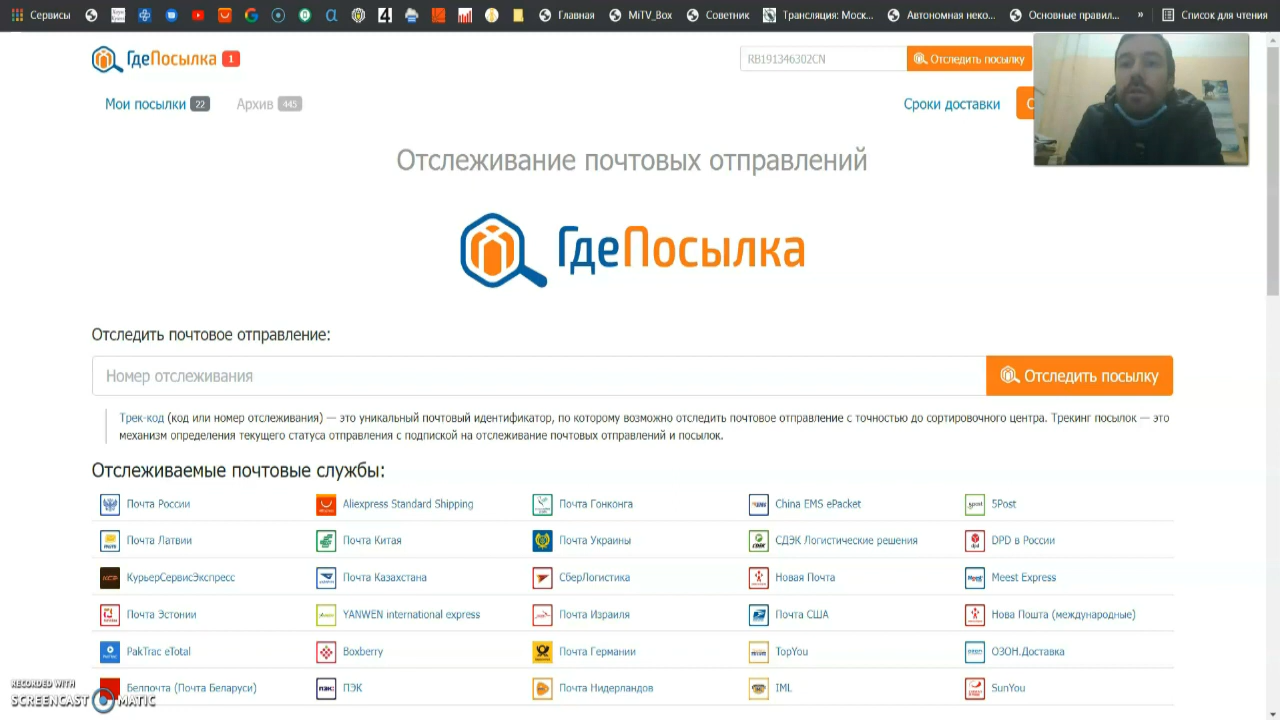 Сервисы
Главная
MiTV_Box
Советник
Трансляция: Моск...
Автономная неко...
Основные правил...
»
Список для чтения
ГдеПосылка 1
RB191346302CN
Отследить посылку
Мои посылки 22
Архив 445
Сроки доставки
Отслеживание почтовых отправлений
ГдеПосылка
Отследить почтовое отправление:
Номер отслеживания
Отследить посылку
Трек-код (код или номер отслеживания) — это уникальный почтовый идентификатор, по которому возможно отследить почтовое отправление с точностью до сортировочного центра. Трекинг посылок — это
механизм определения текущего статуса отправления с подпиской на отслеживание почтовых отправлений и посылок.
Отслеживаемые почтовые службы:
Почта России
Aliexpress Standard Shipping
Почта Гонконга
China EMS ePacket
5Post
Почта Латвии
Почта Китая
Почта Украины
СДЭК Логистические решения
DPD в России
КурьерСервисЭкспресс
Почта Казахстана
СберЛогистика
Новая Почта
Meest Express
Почта Эстонии
YANWEN international express
Почта Израиля
Почта США
Нова Пошта (международные)
PakTrac eTotal
Boxberry
Почта Германии
TopYou
ОЗОН.Доставка
Белпочта (Почта Беларуси)
ПЭК
Почта Нидерландов
IML
SunYou
RECORDED WITH
SCREENCAST MATIC